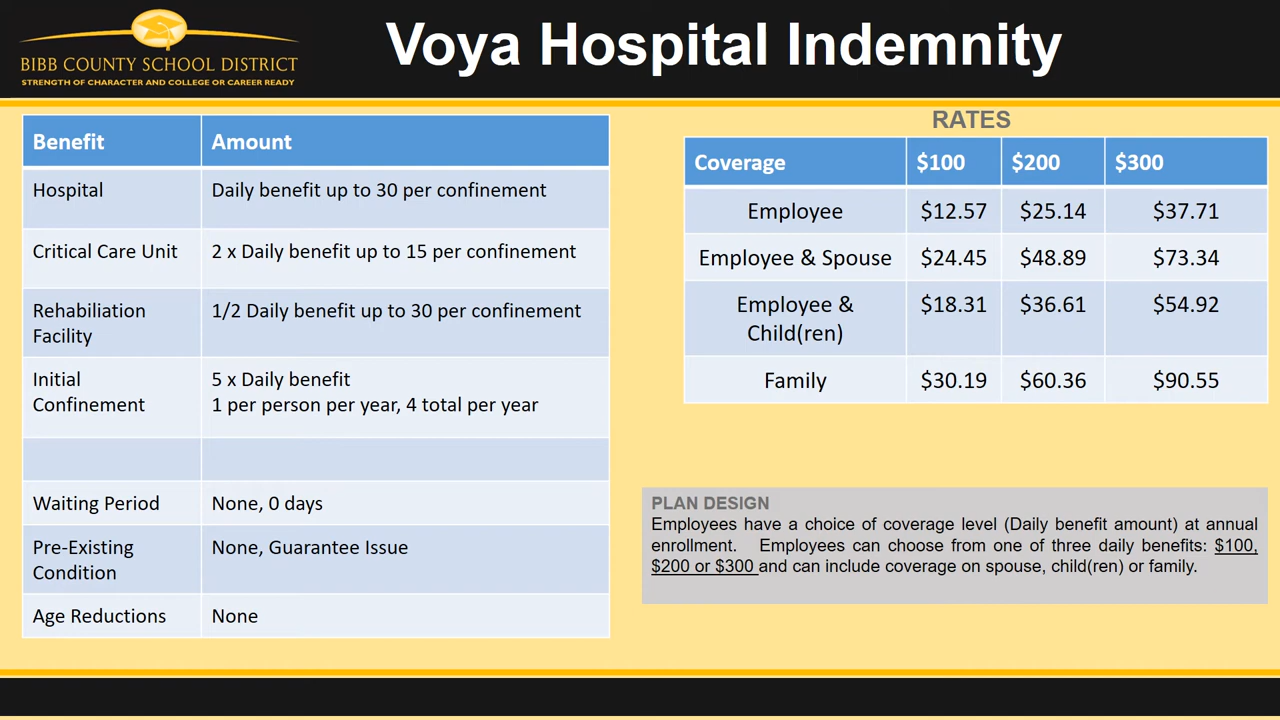 BIBB COUNTY SCHOOL DISTRICT
STRENGTH OF CHARACTER AND COLLEGE OR CAREER READY
Voya Hospital Indemnity
Benefit Amount
Hospital Daily benefit up to 30 per confinement
Critical Care Unit 2 x Daily benefit up to 15 per confinement
Rehabiliation 1/2 Daily benefit up to 30 per confinement
Facility
Initial 5 x Daily benefit
Confinement 1 per person per year, 4 total per year
Waiting Period None, 0 days
Pre-Existing None, Guarantee Issue
Condition
Age Reductions None
RATES
Coverage $100 $200 $300
Employee $12.57 $25.14 $37.71
Employee & Spouse $24.45 $48.89 $73.34
Employee & $18.31 $36.61 $54.92
Child(ren)
Family $30.19 $60.36 $90.55
PLAN DESIGN
Employees have a choice of coverage level (Daily benefit amount) at annual
enrollment. Employees can choose from one of three daily benefits: $100,
$200 or $300 and can include coverage on spouse, child(ren) or family.